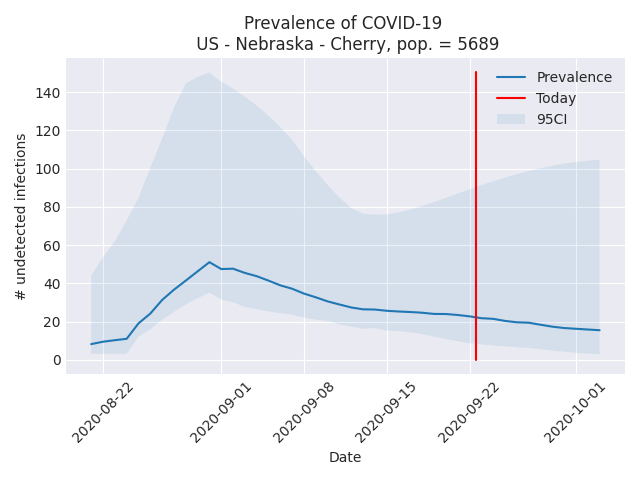 Prevalence of COVID-19
US - Nebraska - Cherry, pop. = 5689
Prevalence
Today
95CI
# undetected infections
140
120
100
80
60
40
20
0
2020-08-22
2020-09-01
2020-09-08
2020-09-15
2020-09-22
2020-10-01
Date